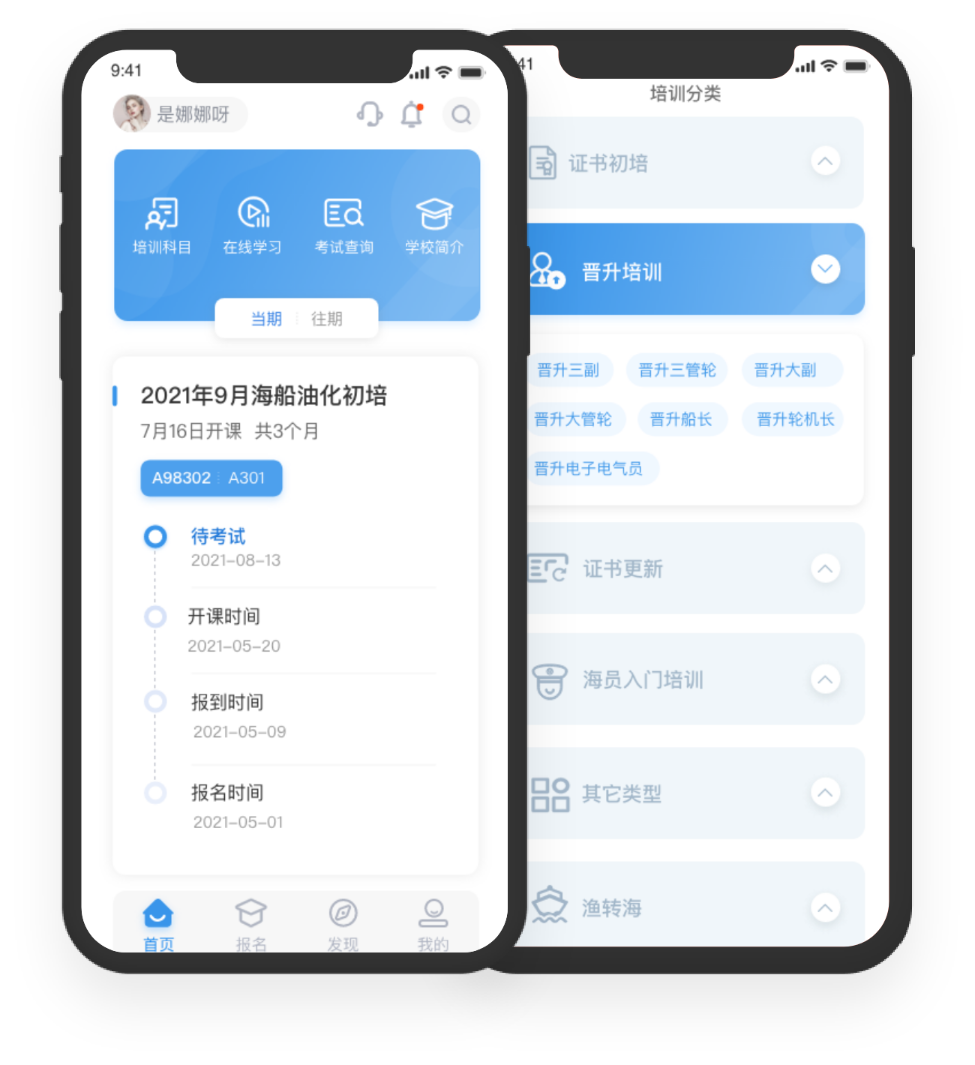 9:41
是娜娜呀
培训科目
在线学习
考试查询
学校简介
当期
往期
2021年9月海船油化初培
7月16日开课 共3个月
A98302 A301
待考试
2021-08-13
开课时间
2021-05-20
报到时间
2021-05-09
报名时间
2021-05-01
首页
报名
发现
我的
41
培训分类
证书初培
晋升培训
晋升三副
晋升三管轮
晋升大副
晋升大管轮
晋升船长
晋升轮机长
晋升电子电气员
证书更新
海员入门培训
其它类型
渔转海